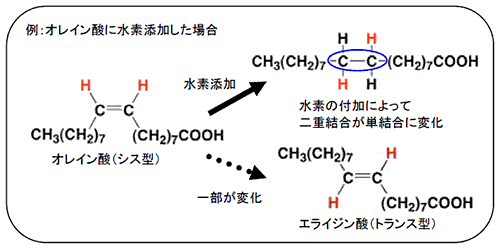 例：オレイン酸に水素添加した場合
H H
C＝C
CH₃(CH₂)₇ (CH₂)₇COOH
オレイン酸（シス型）
水素添加
H H
CH₃(CH₂)₇－C－C－(CH₂)₇COOH
H H
水素の付加によって
二重結合が単結合に変化
一部が変化
CH₃(CH₂)₇ H
C＝C
H (CH₂)₇COOH
エライジン酸（トランス型）